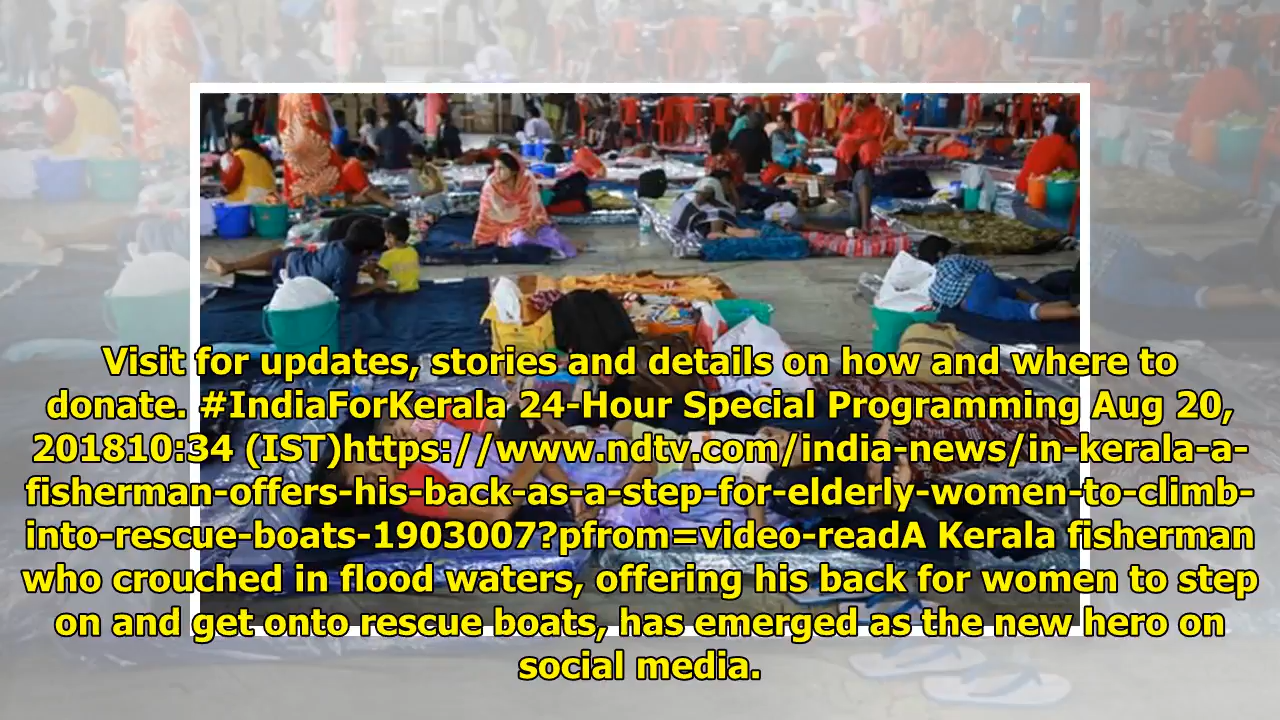 Visit for updates, stories and details on how and where to
donate. #IndiaForKerala 24-Hour Special Programming Aug 20,
201810:34 (IST)https://www.ndtv.com/india-news/in-kerala-a-
fisherman-offers-his-back-as-a-step-for-elderly-women-to-climb-
into-rescue-boats-1903007?pfrom=video-readA Kerala fisherman
who crouched in flood waters, offering his back for women to step
on and get onto rescue boats, has emerged as the new hero on
social media.